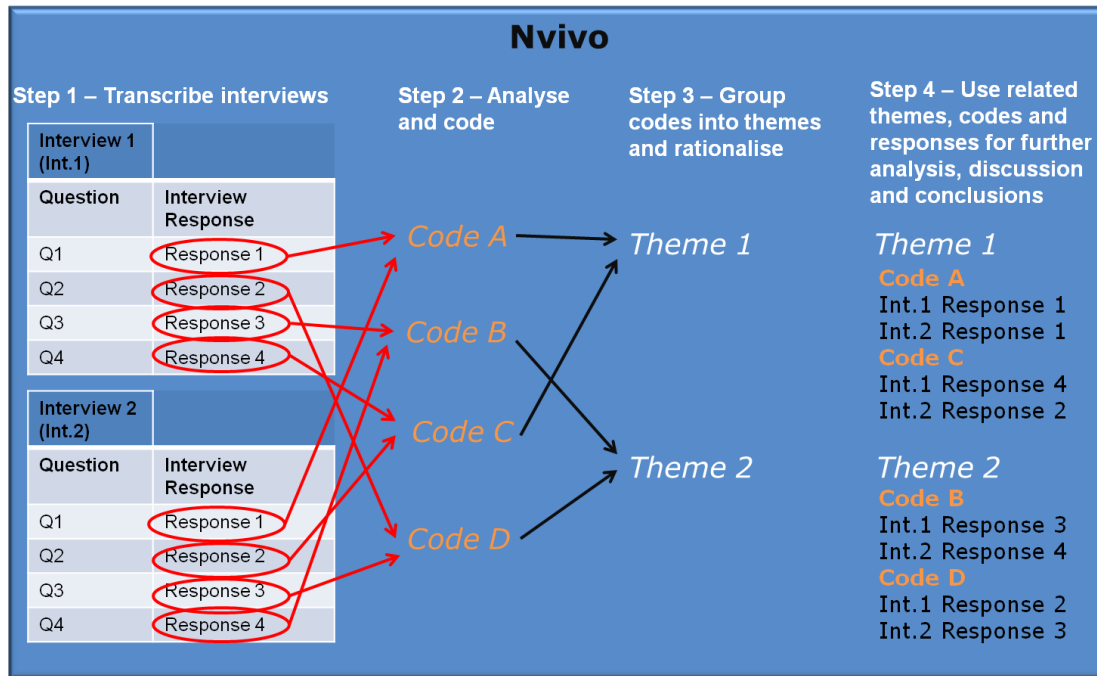 Nvivo
Step 1 – Transcribe interviews
Interview 1
(Int.1)
Question
Interview
Response
Q1
Response 1
Q2
Response 2
Q3
Response 3
Q4
Response 4
Interview 2
(Int.2)
Question
Interview
Response
Q1
Response 1
Q2
Response 2
Q3
Response 3
Q4
Response 4
Step 2 – Analyse
and code
Code A
Code B
Code C
Code D
Step 3 – Group
codes into themes
and rationalise
Theme 1
Theme 2
Step 4 – Use related
themes, codes and
responses for further
analysis, discussion
and conclusions
Theme 1
Code A
Int.1 Response 1
Int.2 Response 1
Code C
Int.1 Response 4
Int.2 Response 2
Theme 2
Code B
Int.1 Response 3
Int.2 Response 4
Code D
Int.1 Response 2
Int.2 Response 3